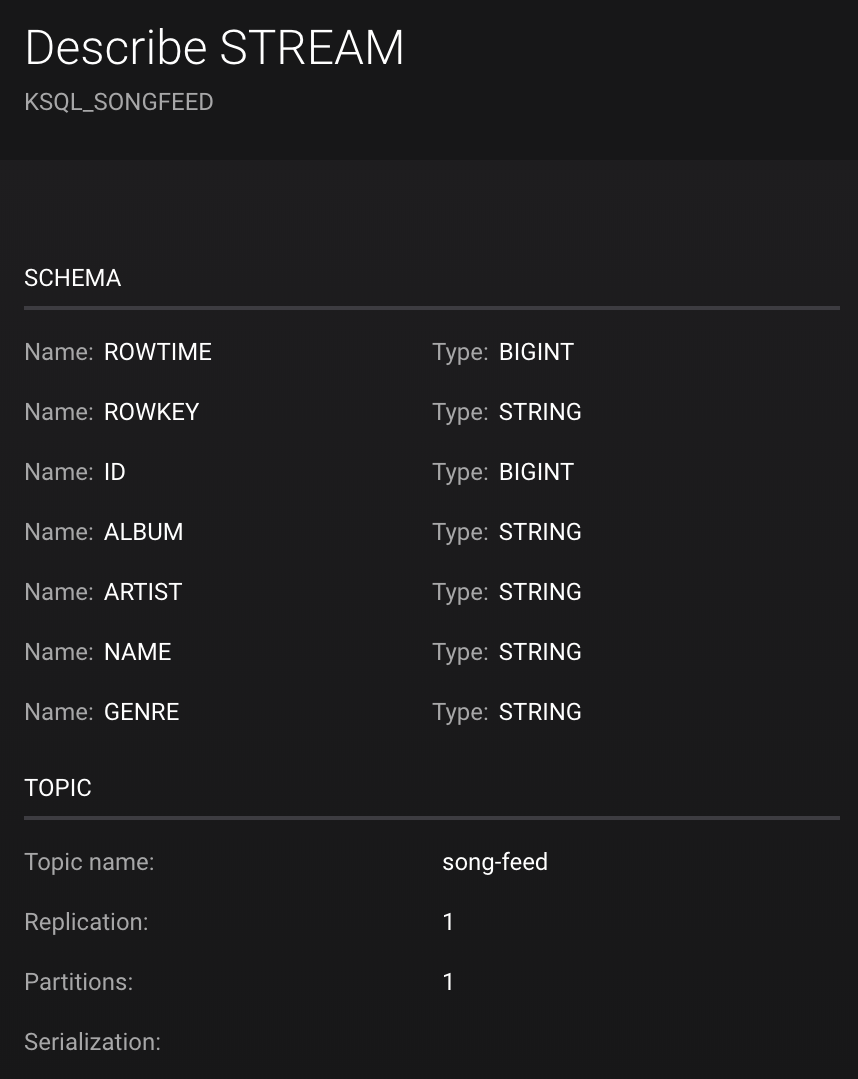 Describe STREAM
KSQL_SONGFEED
SCHEMA
Name: ROWTIME Type: BIGINT
Name: ROWKEY Type: STRING
Name: ID Type: BIGINT
Name: ALBUM Type: STRING
Name: ARTIST Type: STRING
Name: NAME Type: STRING
Name: GENRE Type: STRING
TOPIC
Topic name: song-feed
Replication: 1
Partitions: 1
Serialization: